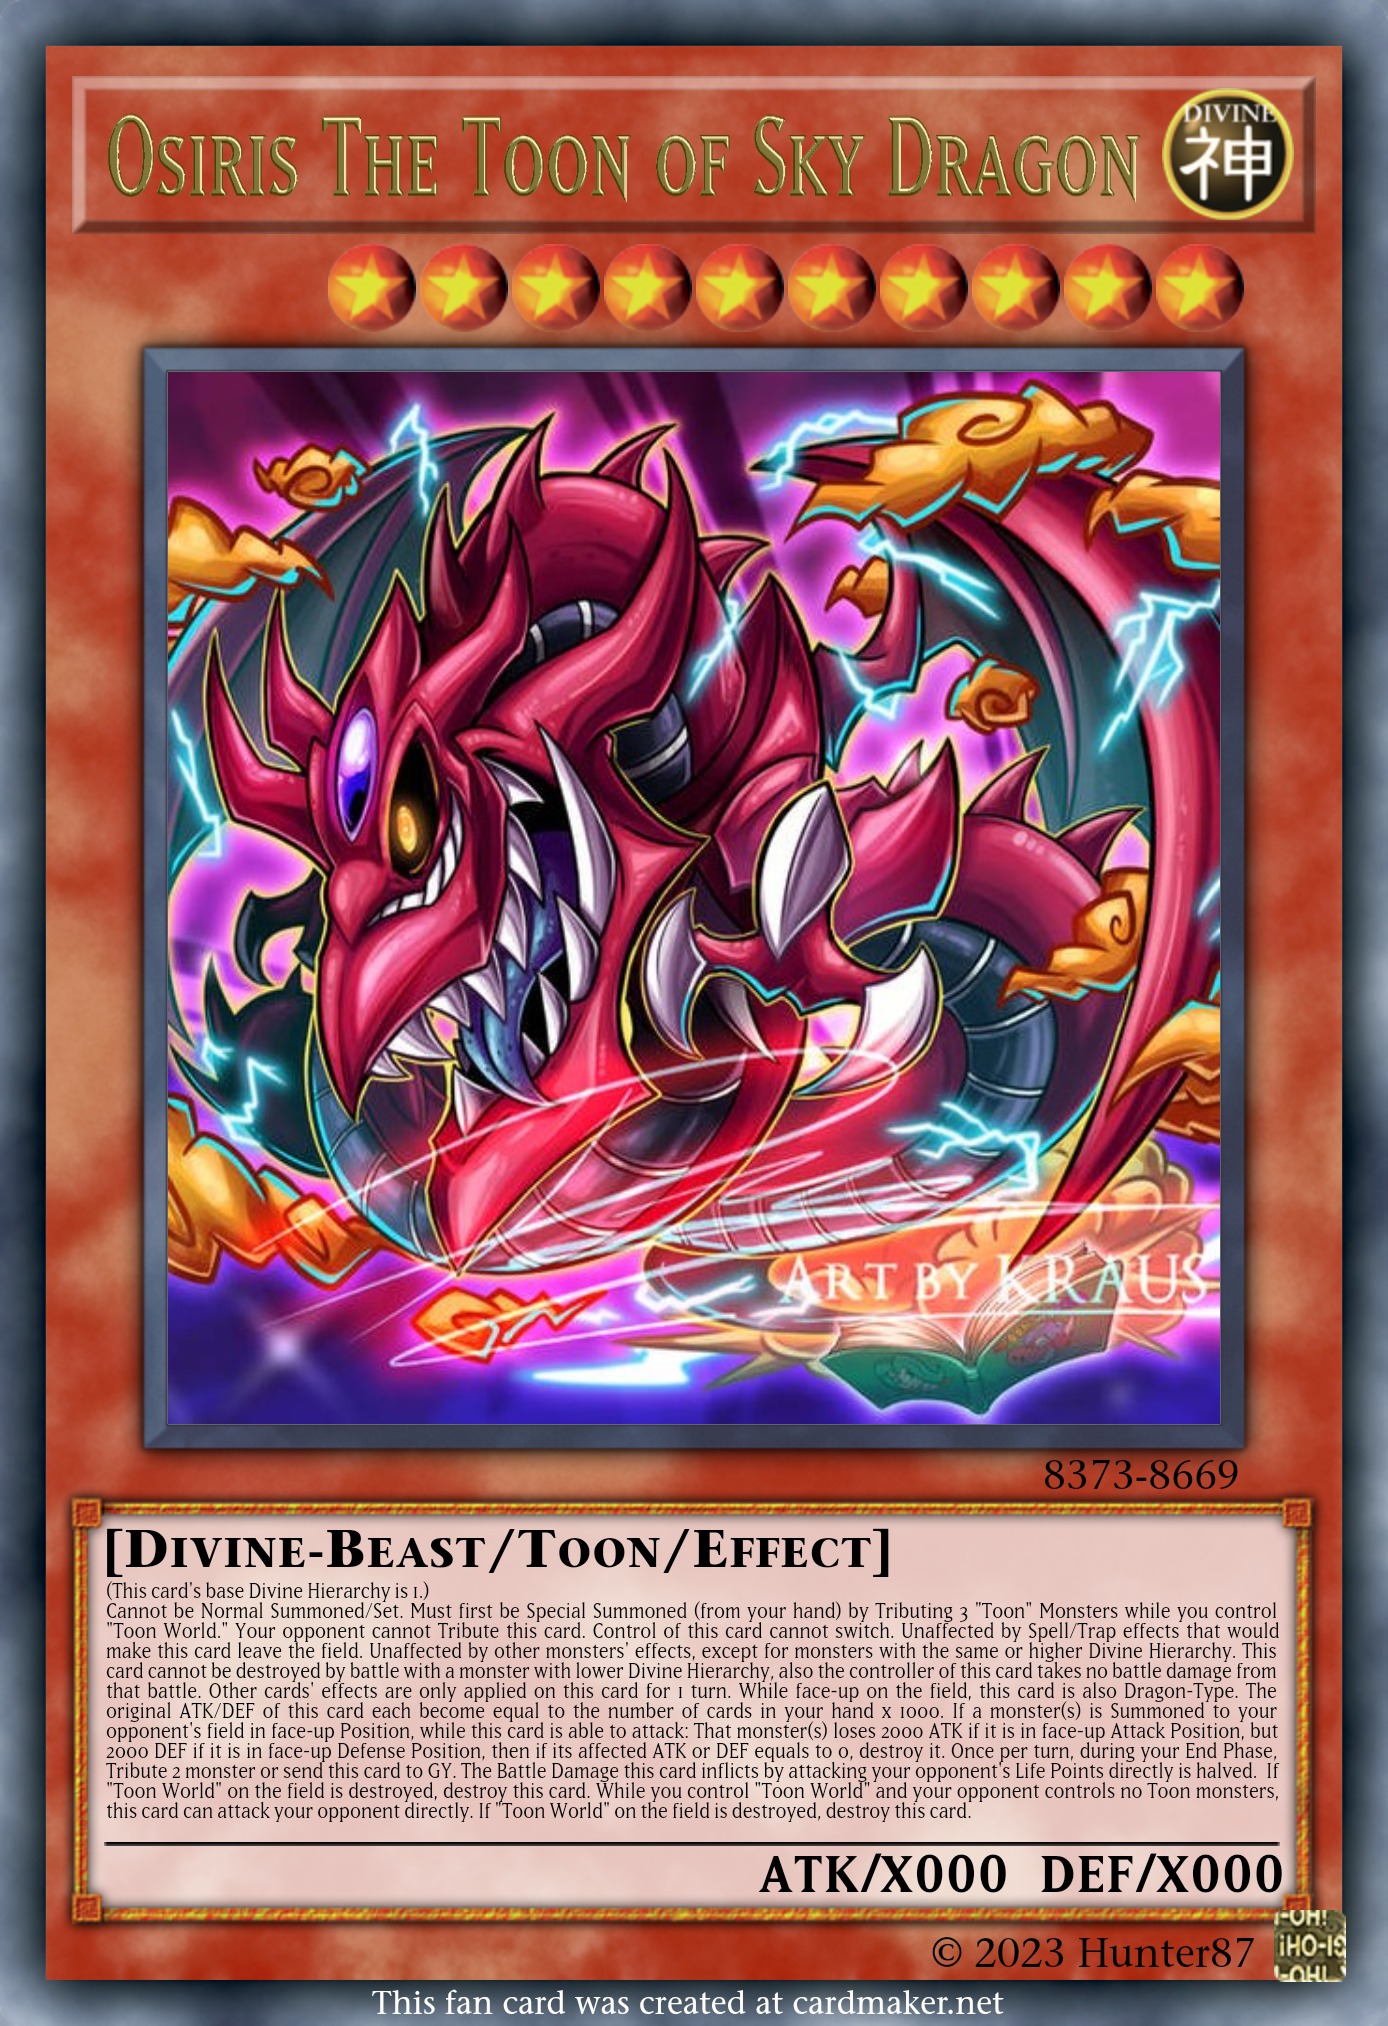 Osiris The Toon of Sky Dragon
DIVINE
神
ART BY KRAUS
8373-8669
[Divine-Beast/Toon/Effect]
(This card's base Divine Hierarchy is 1.)
Cannot be Normal Summoned/Set. Must first be Special Summoned (from your hand) by Tributing 3 "Toon" Monsters while you control
"Toon World." Your opponent cannot Tribute this card. Control of this card cannot switch. Unaffected by Spell/Trap effects that would
make this card leave the field. Unaffected by other monsters' effects, except for monsters with the same or higher Divine Hierarchy. This
card cannot be destroyed by battle with a monster with lower Divine Hierarchy, also the controller of this card takes no battle damage from
that battle. Other cards' effects are only applied on this card for 1 turn. While face-up on the field, this card is also Dragon-Type. The
original ATK/DEF of this card each become equal to the number of cards in your hand x 1000. If a monster(s) is Summoned to your
opponent's field in face-up Position, while this card is able to attack: That monster(s) loses 2000 ATK if it is in face-up Attack Position, but
2000 DEF if it is in face-up Defense Position, then if its affected ATK or DEF equals to 0, destroy it. Once per turn, during your End Phase,
Tribute 2 monster or send this card to GY. The Battle Damage this card inflicts by attacking your opponent's Life Points directly is halved. If
"Toon World" on the field is destroyed, destroy this card. While you control "Toon World" and your opponent controls no Toon monsters,
this card can attack your opponent directly. If "Toon World" on the field is destroyed, destroy this card.
ATK/X000 DEF/X000
© 2023 Hunter87
This fan card was created at cardmaker.net